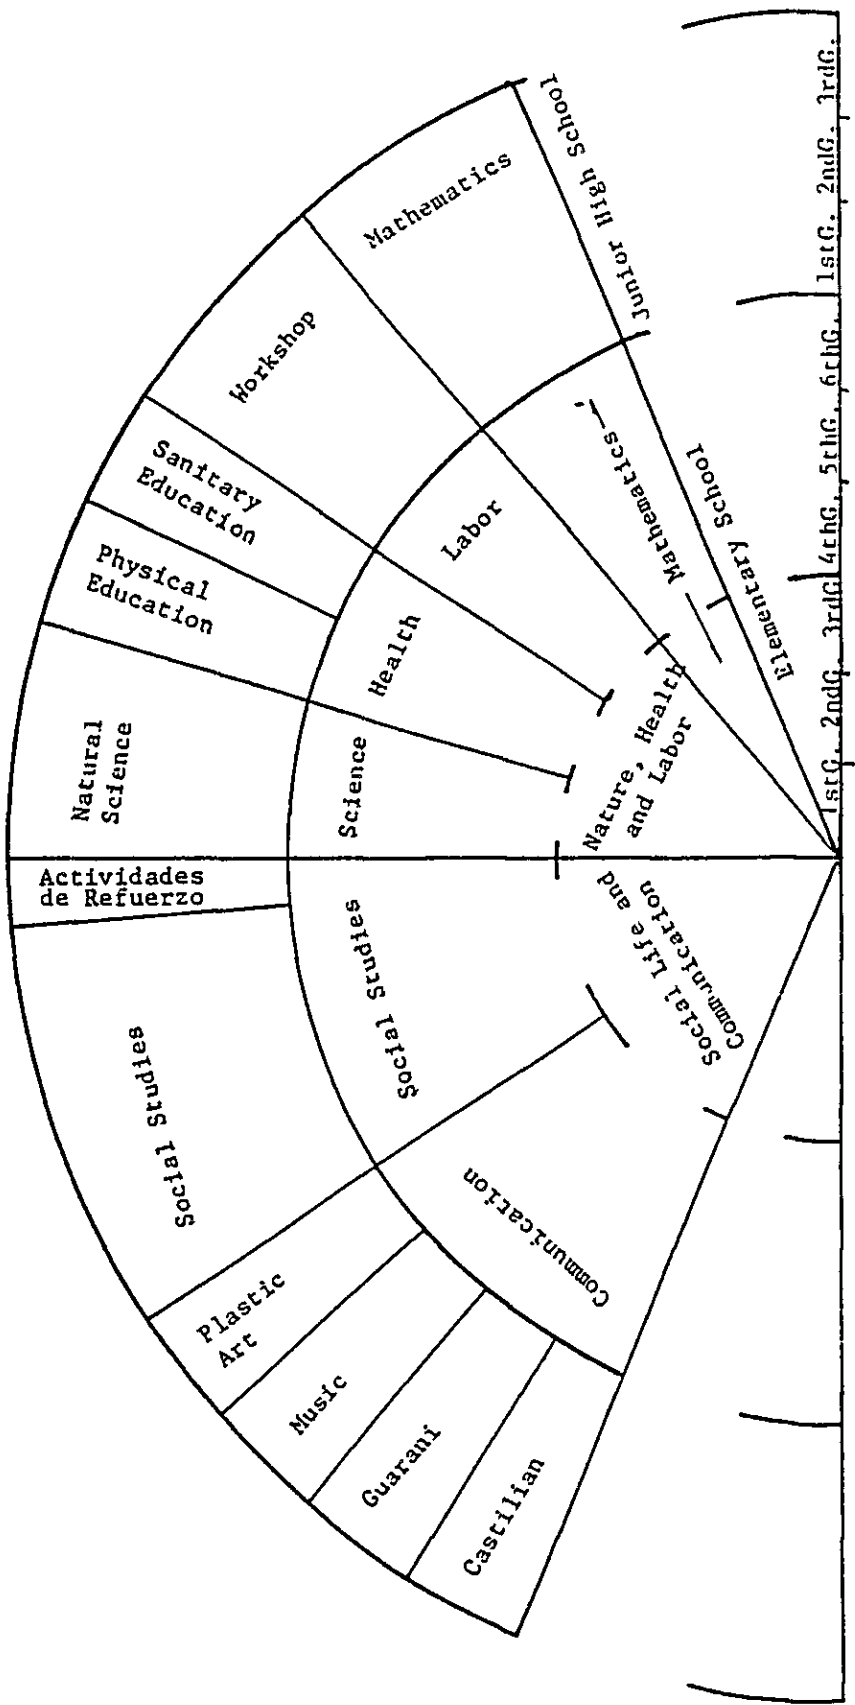 Castilian
Guarani
Music
Plastic
Art
Social Studies
Actividades
de Refuerzo
Natural
Science
Physical
Education
Sanitary
Education
Workshop
Mathematics
Junior High School
Communication
Social Studies
Science
Health
Labor
Mathematics
Elementary School
Social Life and
Communication
Nature, Health
and Labor
1stG. 2ndG. 3rdG. 4thG. 5thG. 6thG. 1stG. 2ndG. 3rdG.